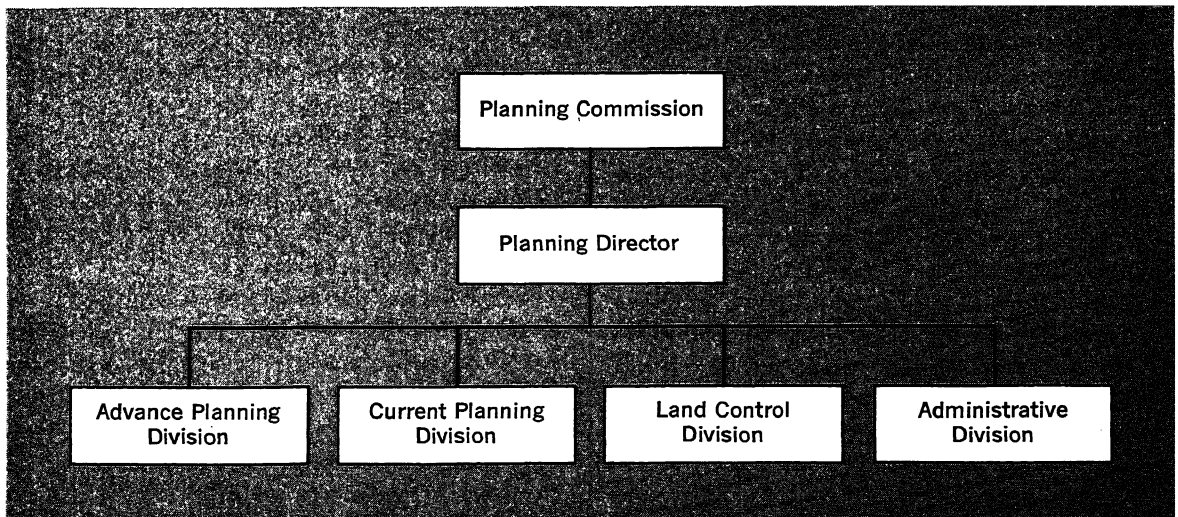 Planning Commission
Planning Director
Advance Planning
Division
Current Planning
Division
Land Control
Division
Administrative
Division